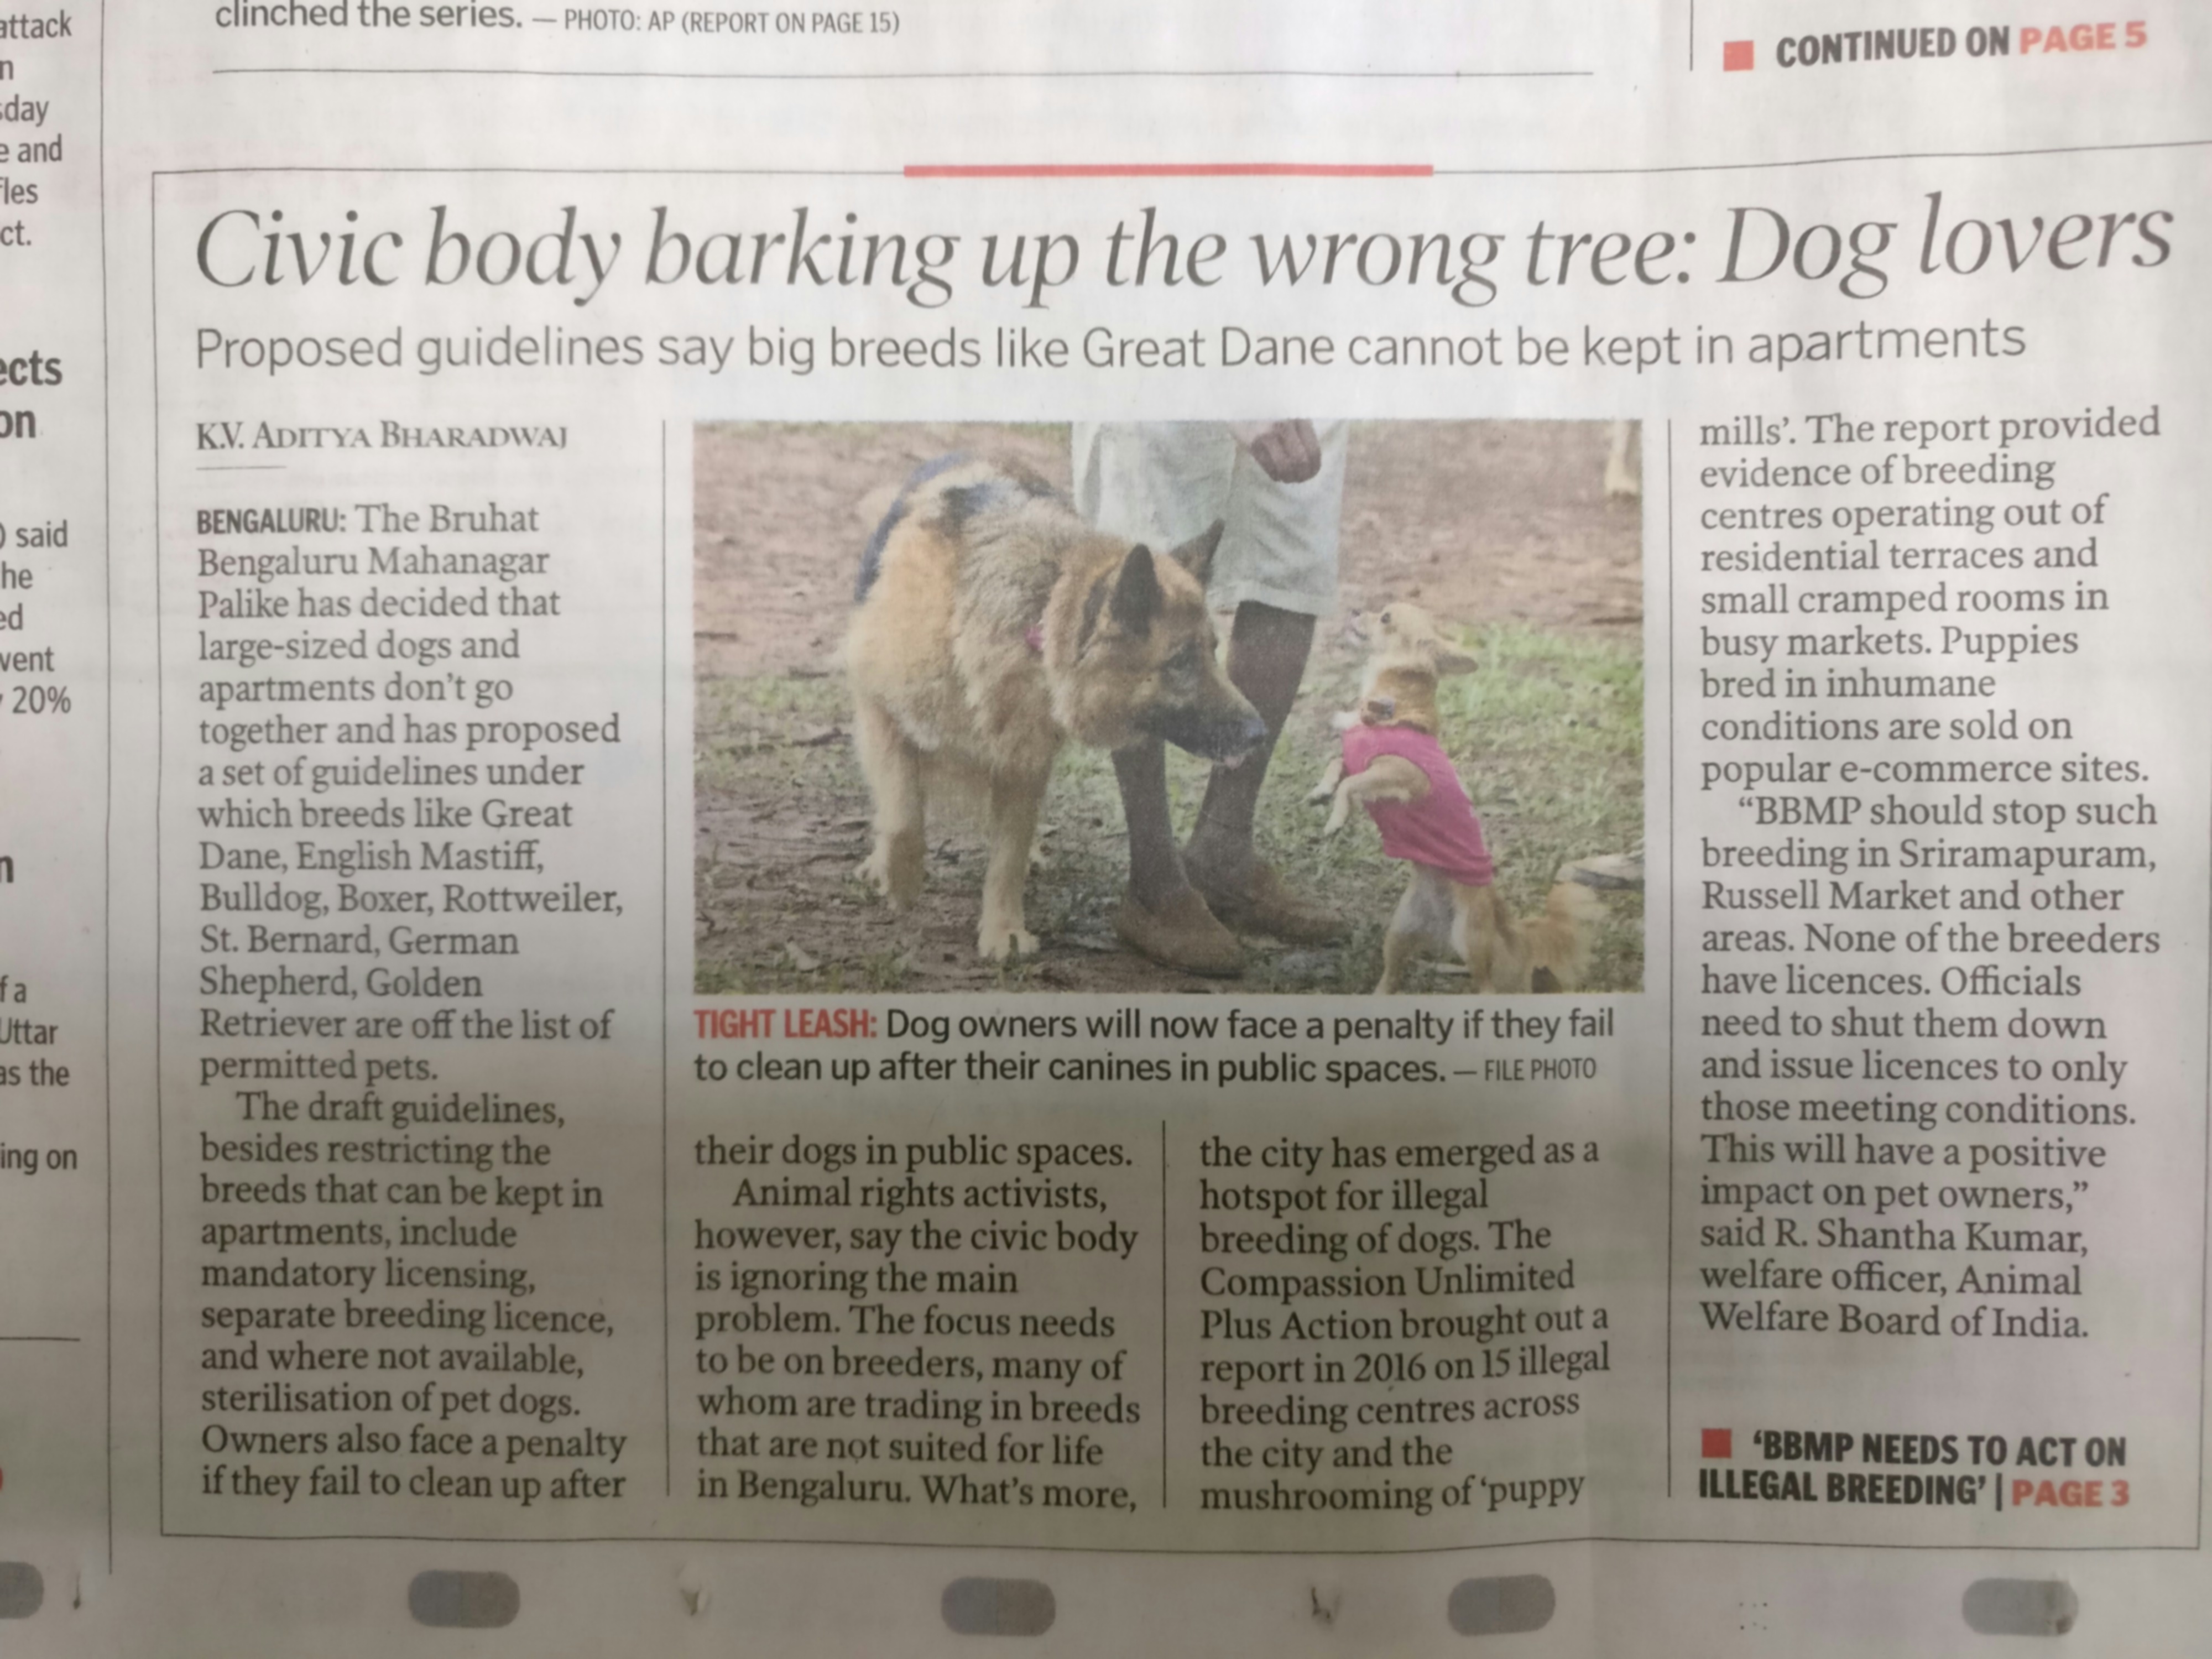 attack
n
sday
e and
fles
ct.
ects
on
) said
he
ed
vent
20%
n
f a
Uttar
as the
ing on
clinched the series. — PHOTO: AP (REPORT ON PAGE 15)
■ CONTINUED ON PAGE 5
Civic body barking up the wrong tree: Dog lovers
Proposed guidelines say big breeds like Great Dane cannot be kept in apartments
K.V. ADITYA BHARADWAJ
BENGALURU: The Bruhat
Bengaluru Mahanagar
Palike has decided that
large-sized dogs and
apartments don't go
together and has proposed
a set of guidelines under
which breeds like Great
Dane, English Mastiff,
Bulldog, Boxer, Rottweiler,
St. Bernard, German
Shepherd, Golden
Retriever are off the list of
permitted pets.
The draft guidelines,
besides restricting the
breeds that can be kept in
apartments, include
mandatory licensing,
separate breeding licence,
and where not available,
sterilisation of pet dogs.
Owners also face a penalty
if they fail to clean up after
TIGHT LEASH: Dog owners will now face a penalty if they fail
to clean up after their canines in public spaces. — FILE PHOTO
their dogs in public spaces.
Animal rights activists,
however, say the civic body
is ignoring the main
problem. The focus needs
to be on breeders, many of
whom are trading in breeds
that are not suited for life
in Bengaluru. What's more,
the city has emerged as a
hotspot for illegal
breeding of dogs. The
Compassion Unlimited
Plus Action brought out a
report in 2016 on 15 illegal
breeding centres across
the city and the
mushrooming of 'puppy
mills'. The report provided
evidence of breeding
centres operating out of
residential terraces and
small cramped rooms in
busy markets. Puppies
bred in inhumane
conditions are sold on
popular e-commerce sites.
"BBMP should stop such
breeding in Sriramapuram,
Russell Market and other
areas. None of the breeders
have licences. Officials
need to shut them down
and issue licences to only
those meeting conditions.
This will have a positive
impact on pet owners,"
said R. Shantha Kumar,
welfare officer, Animal
Welfare Board of India.
■ 'BBMP NEEDS TO ACT ON
ILLEGAL BREEDING' | PAGE 3